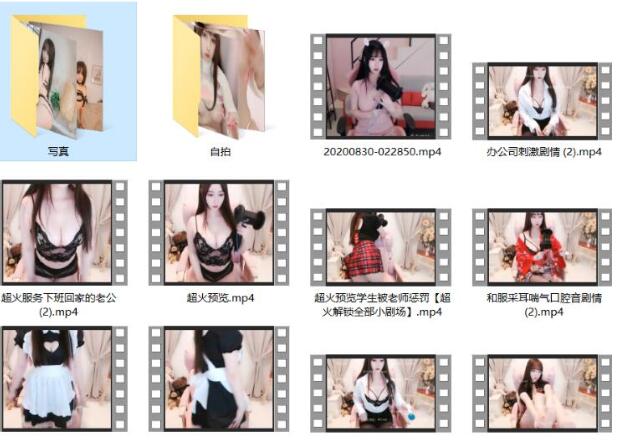 写真
自拍
20200830-022850.mp4
办公司刺激剧情 (2).mp4
超火服务下班回家的老公
(2).mp4
超火预览.mp4
超火预览学生被老师惩罚【超
火解锁全部小剧场】.mp4
和服采耳喘气口腔音剧情
(2).mp4